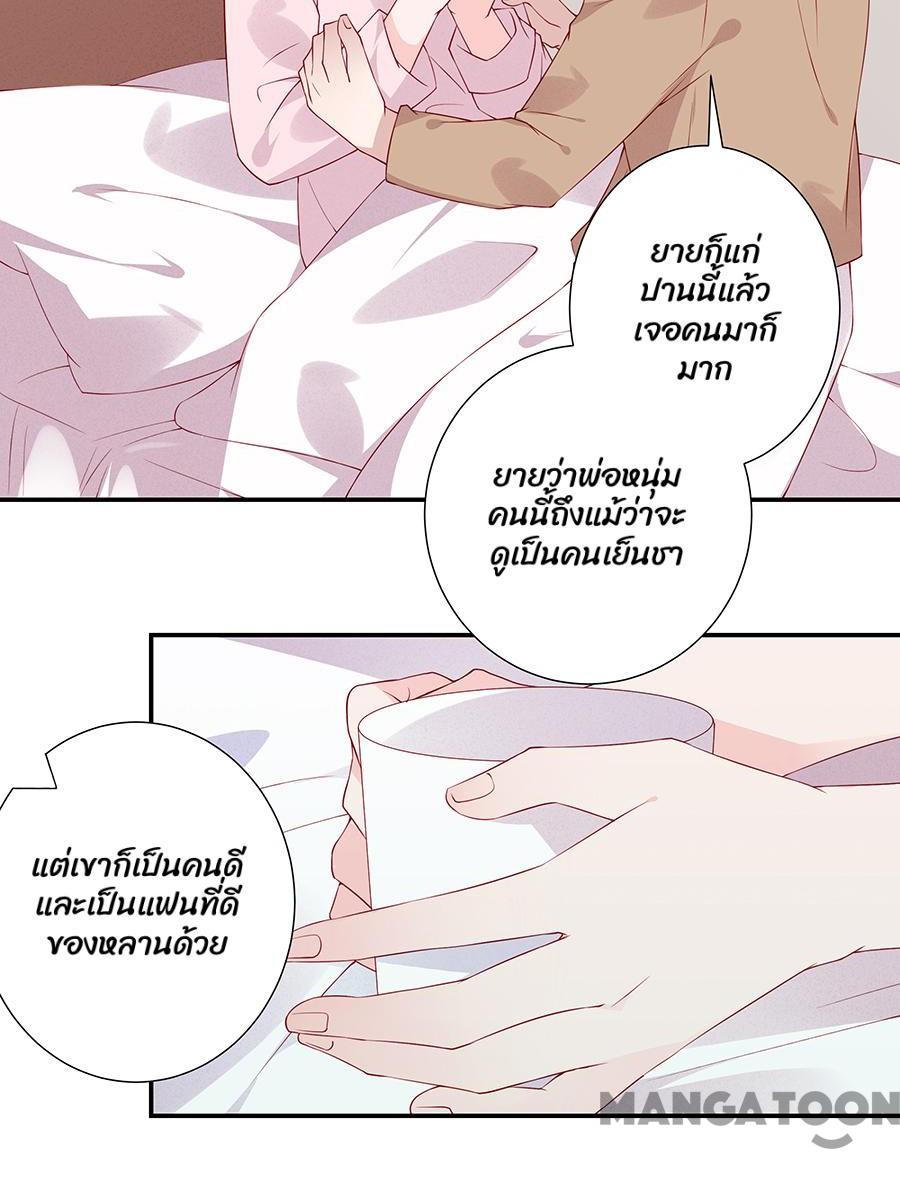 ยายก็แก่
ปานนี้แล้ว
เจอคนมาก็
มาก
ยายว่าพ่อหนุ่ม
คนนี้ถึงแม้ว่าจะ
ดูเป็นคนเย็นชา
แต่เขาก็เป็นคนดี
และเป็นแฟนที่ดี
ของหลานด้วย
MANGATOON